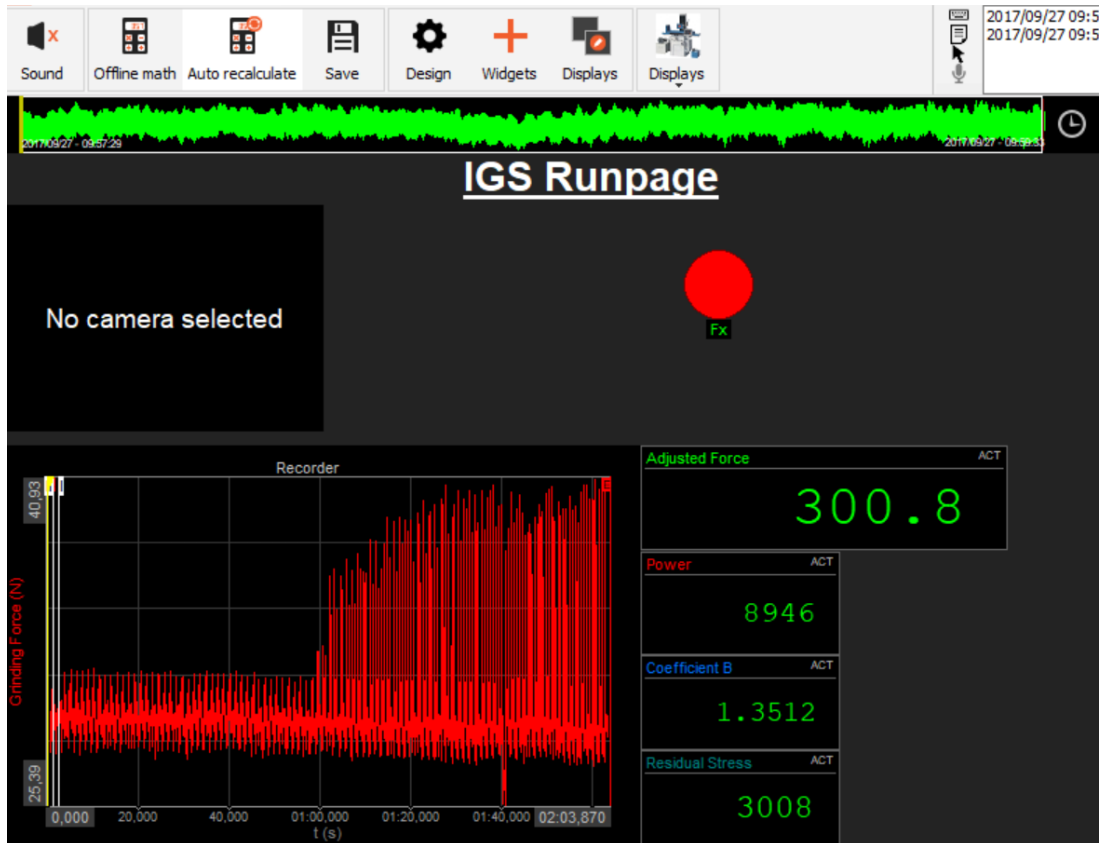 2017/09/27 09:5
2017/09/27 09:5
Sound
Offline math
Auto recalculate
Save
Design
Widgets
Displays
Displays
2017/09/27 - 09:57:29
IGS Runpage
No camera selected
Fx
Recorder
40,93
Grinding Force (N)
25,39
0,000
20,000
40,000
01:00,000
01:20,000
01:40,000
02:03,870
t (s)
Adjusted Force
ACT
300.8
Power
ACT
8946
Coefficient B
ACT
1.3512
Residual Stress
ACT
3008